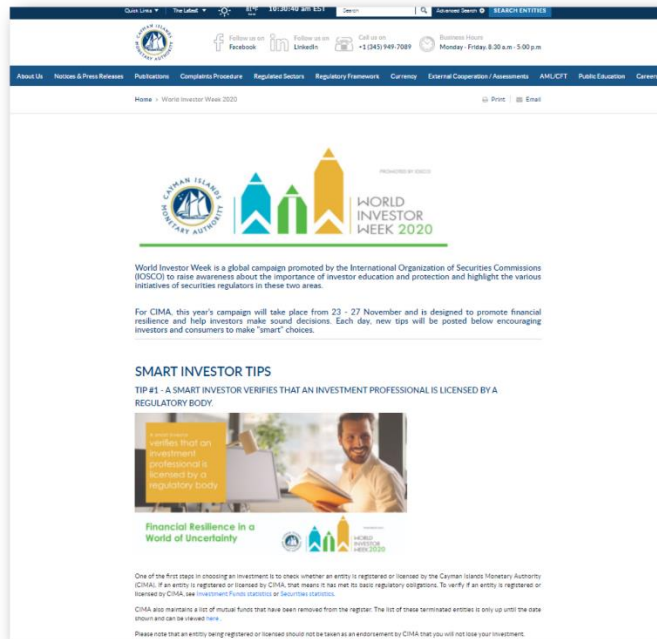 Quick Links The Latest 81°F 10:30:40 am EST Search Advanced Search SEARCH ENTITIES
CAYMAN ISLANDS MONETARY AUTHORITY
Follow us on Facebook
Follow us on LinkedIn
Call us on +1 (345) 949-7089
Business Hours Monday - Friday, 8.30 a.m - 5:00 p.m
About Us Notices & Press Releases Publications Complaints Procedure Regulated Sectors Regulatory Framework Currency External Cooperation / Assessments AML/CFT Public Education Careers
Home > World Investor Week 2020 Print Email
CAYMAN ISLANDS MONETARY AUTHORITY
PROMOTED BY IOSCO
WORLD
INVESTOR
WEEK 2020
World Investor Week is a global campaign promoted by the International Organization of Securities Commissions
(IOSCO) to raise awareness about the importance of investor education and protection and highlight the various
initiatives of securities regulators in these two areas.
For CIMA, this year's campaign will take place from 23 - 27 November and is designed to promote financial
resilience and help investors make sound decisions. Each day, new tips will be posted below encouraging
investors and consumers to make "smart" choices.
SMART INVESTOR TIPS
TIP #1 - A SMART INVESTOR VERIFIES THAT AN INVESTMENT PROFESSIONAL IS LICENSED BY A
REGULATORY BODY.
A smart investor
verifies that an
investment
professional is
licensed by a
regulatory body
Financial Resilience in a
World of Uncertainty
WORLD
INVESTOR
WEEK 2020
One of the first steps in choosing an investment is to check whether an entity is registered or licensed by the Cayman Islands Monetary Authority
(CIMA). If an entity is registered or licensed by CIMA, that means it has met its basic regulatory obligations. To verify if an entity is registered or
licensed by CIMA, see Investment Funds statistics or Securities statistics.
CIMA also maintains a list of mutual funds that have been removed from the register. The list of these terminated entities is only up until the date
shown and can be viewed here.
Please note that an entity being registered or licensed should not be taken as an endorsement by CIMA that you will not lose your investment.